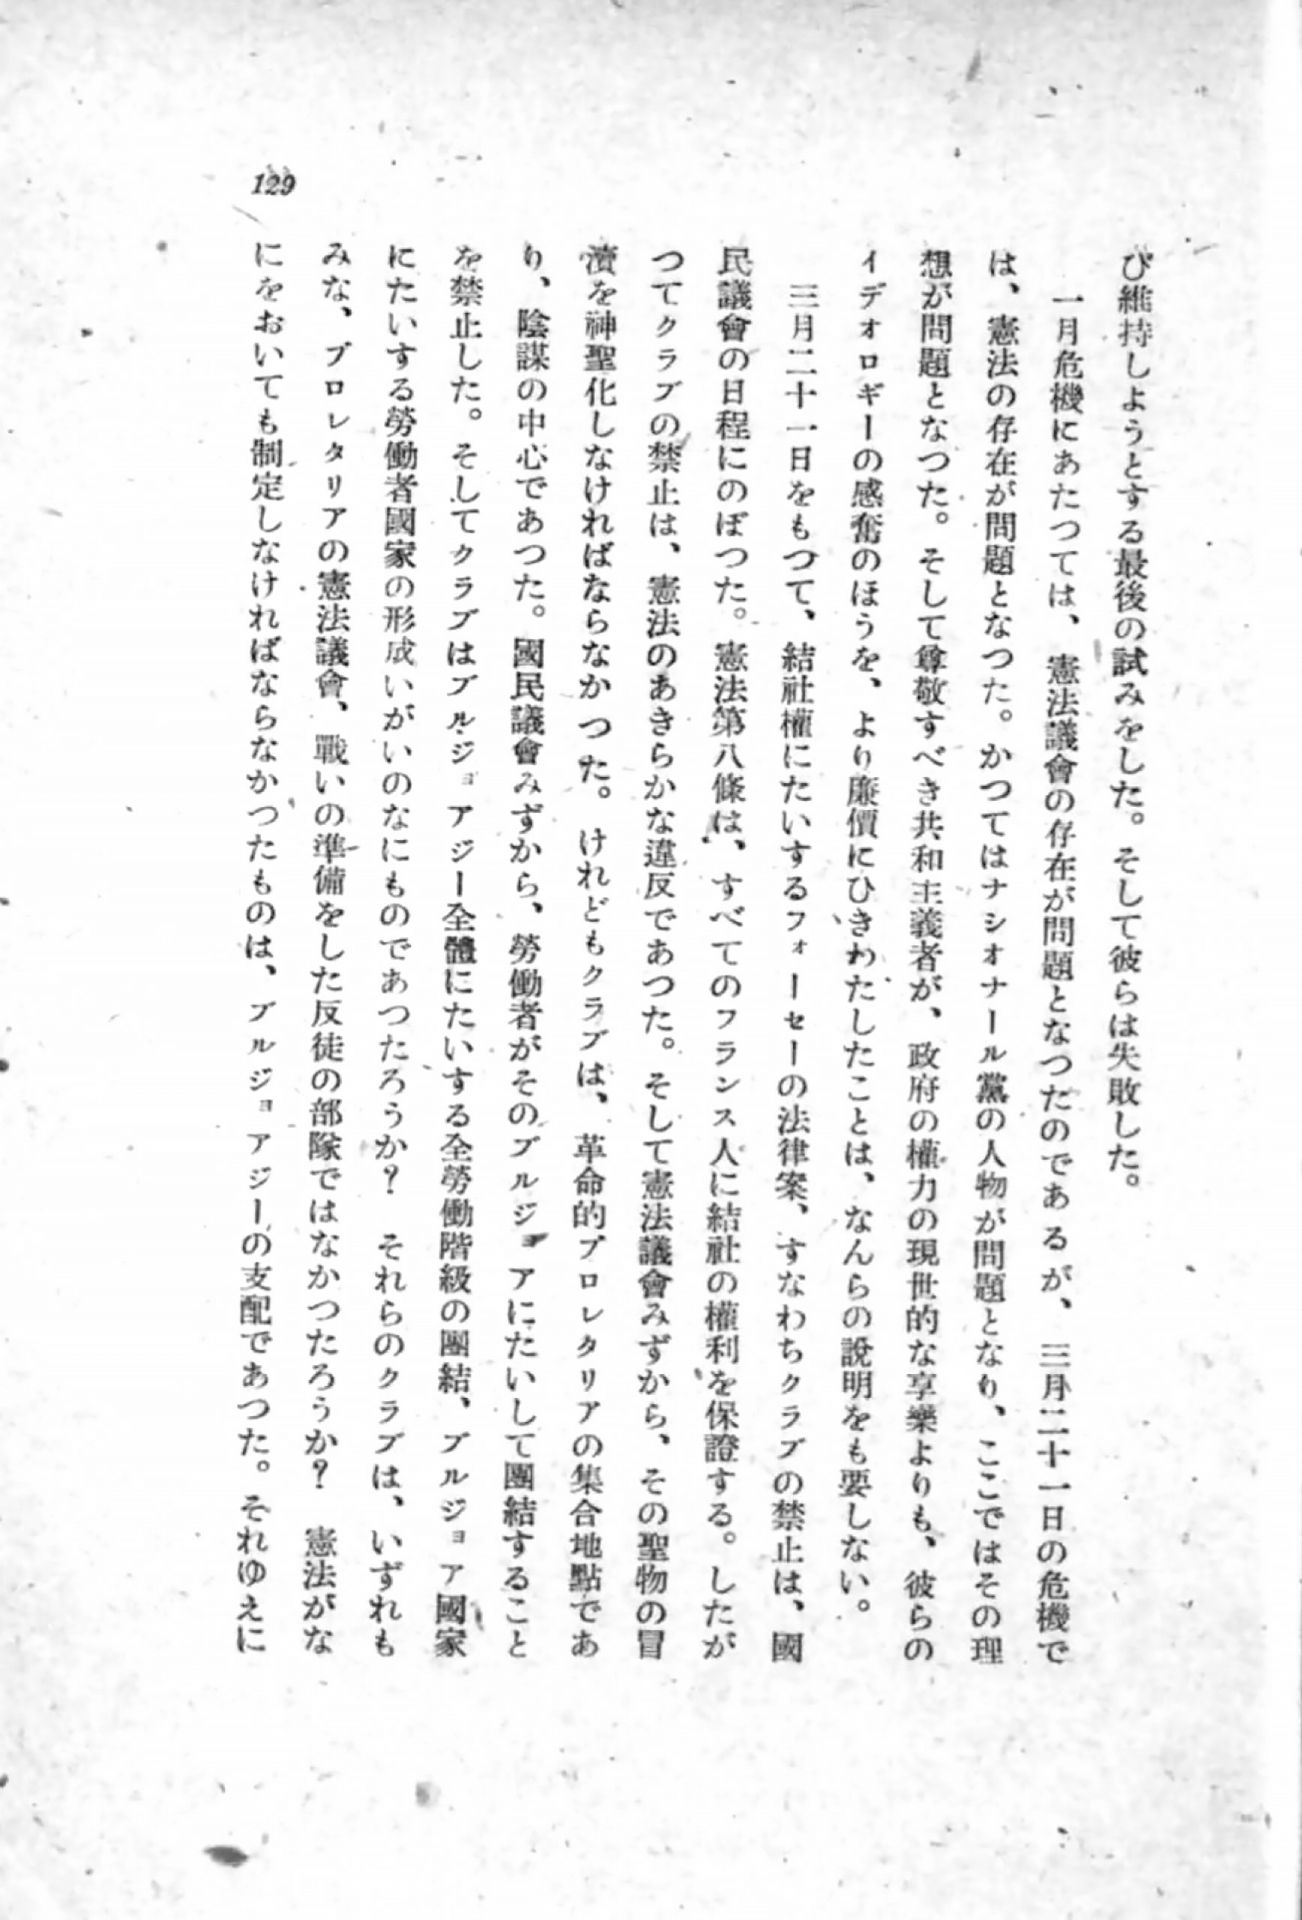 び維持しようとする最後の試みをした。そして彼らは失敗した。
一月危機にあたつては、憲法議會の存在が問題となつたのであるが、三月二十一日の危機で
は、憲法の存在が問題となつた。かつてはナシオナール黨の人物が問題となり、ここではその理
想が問題となつた。そして尊敬すべき共和主義者が、政府の權力の現世的な享樂よりも、彼らの
イデオロギーの感奮のほうを、より廉價にひきわたしたことは、なんらの說明をも要しない。
三月二十一日をもつて、結社權にたいするフォーセーの法律案、すなわちクラブの禁止は、國
民議會の日程にのぼつた。憲法第八條は、すべてのフランス人に結社の權利を保證する。したが
つてクラブの禁止は、憲法のあきらかな違反であつた。そして憲法議會みずから、その聖物の冒
瀆を神聖化しなければならなかつた。けれどもクラブは、革命的プロレタリアの集合地點であ
り、陰謀の中心であつた。國民議會みずから、勞働者がそのブルジョアにたいして團結すること
を禁止した。そしてクラブはブルジョアジー全體にたいする全勞働階級の團結、ブルジョア國家
にたいする勞働者國家の形成いがいのなにものであつたろうか？　それらのクラブは、いずれも
みな、プロレタリアの憲法議會、戰いの準備をした反徒の部隊ではなかつたろうか？　憲法がな
にをおいても制定しなければならなかつたものは、ブルジョアジーの支配であつた。それゆえに
129